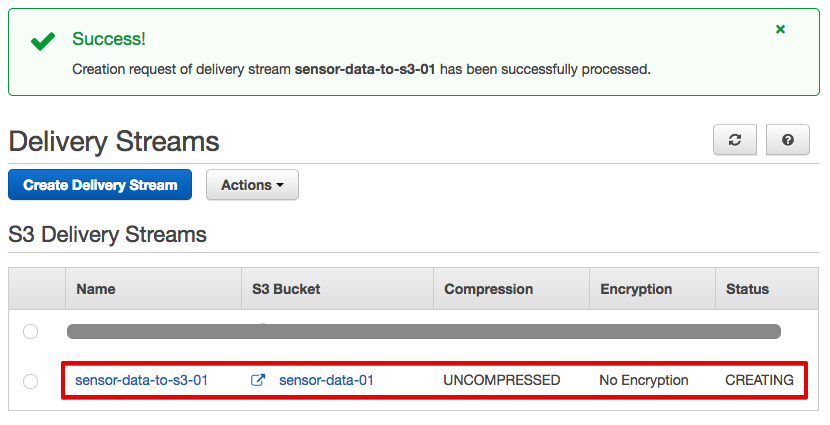 Success!
Creation request of delivery stream sensor-data-to-s3-01 has been successfully processed.
Delivery Streams
Create Delivery Stream Actions
S3 Delivery Streams
Name S3 Bucket Compression Encryption Status
sensor-data-to-s3-01 sensor-data-01 UNCOMPRESSED No Encryption CREATING